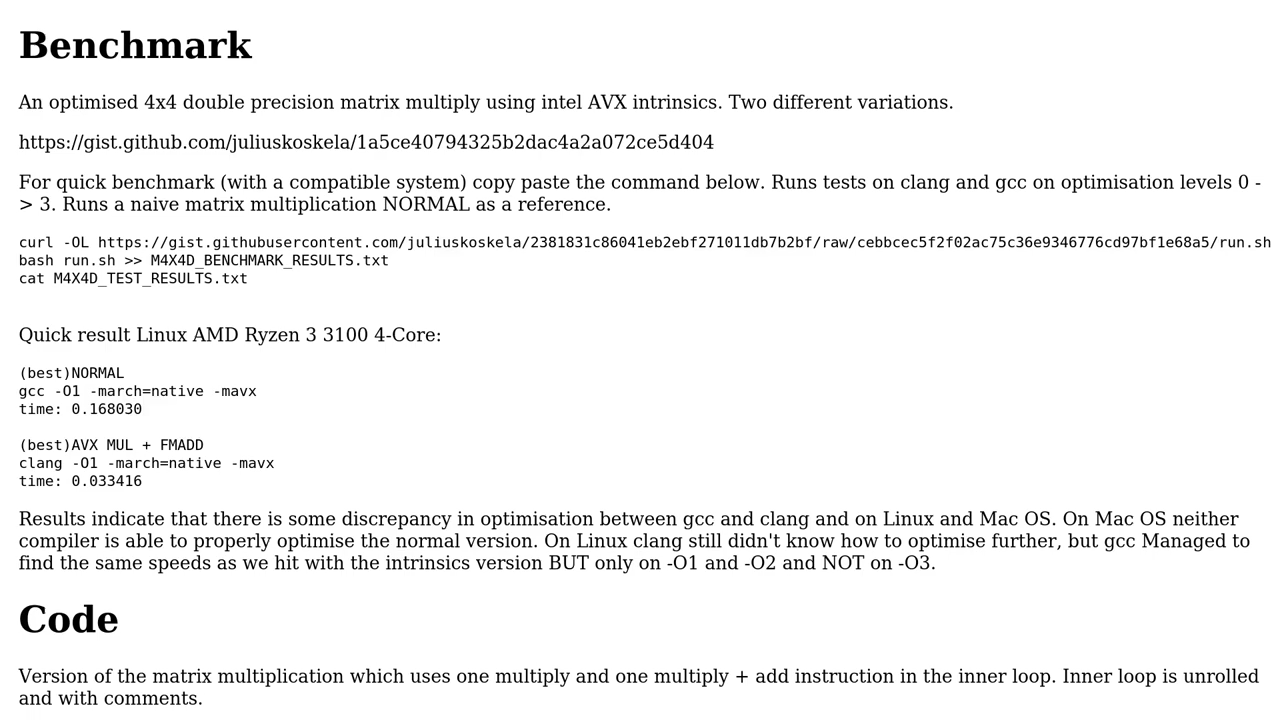 Benchmark
An optimised 4x4 double precision matrix multiply using intel AVX intrinsics. Two different variations.
https://gist.github.com/juliuskoskela/1a5ce40794325b2dac4a2a072ce5d404
For quick benchmark (with a compatible system) copy paste the command below. Runs tests on clang and gcc on optimisation levels 0 -
> 3. Runs a naive matrix multiplication NORMAL as a reference.
curl -OL https://gist.githubusercontent.com/juliuskoskela/2381831c86041eb2ebf271011db7b2bf/raw/cebbcec5f2f02ac75c36e9346776cd97bf1e68a5/run.sh
bash run.sh >> M4X4D_BENCHMARK_RESULTS.txt
cat M4X4D_TEST_RESULTS.txt
Quick result Linux AMD Ryzen 3 3100 4-Core:
(best)NORMAL
gcc -O1 -march=native -mavx
time: 0.168030
(best)AVX MUL + FMADD
clang -O1 -march=native -mavx
time: 0.033416
Results indicate that there is some discrepancy in optimisation between gcc and clang and on Linux and Mac OS. On Mac OS neither
compiler is able to properly optimise the normal version. On Linux clang still didn't know how to optimise further, but gcc Managed to
find the same speeds as we hit with the intrinsics version BUT only on -O1 and -O2 and NOT on -O3.
Code
Version of the matrix multiplication which uses one multiply and one multiply + add instruction in the inner loop. Inner loop is unrolled
and with comments.